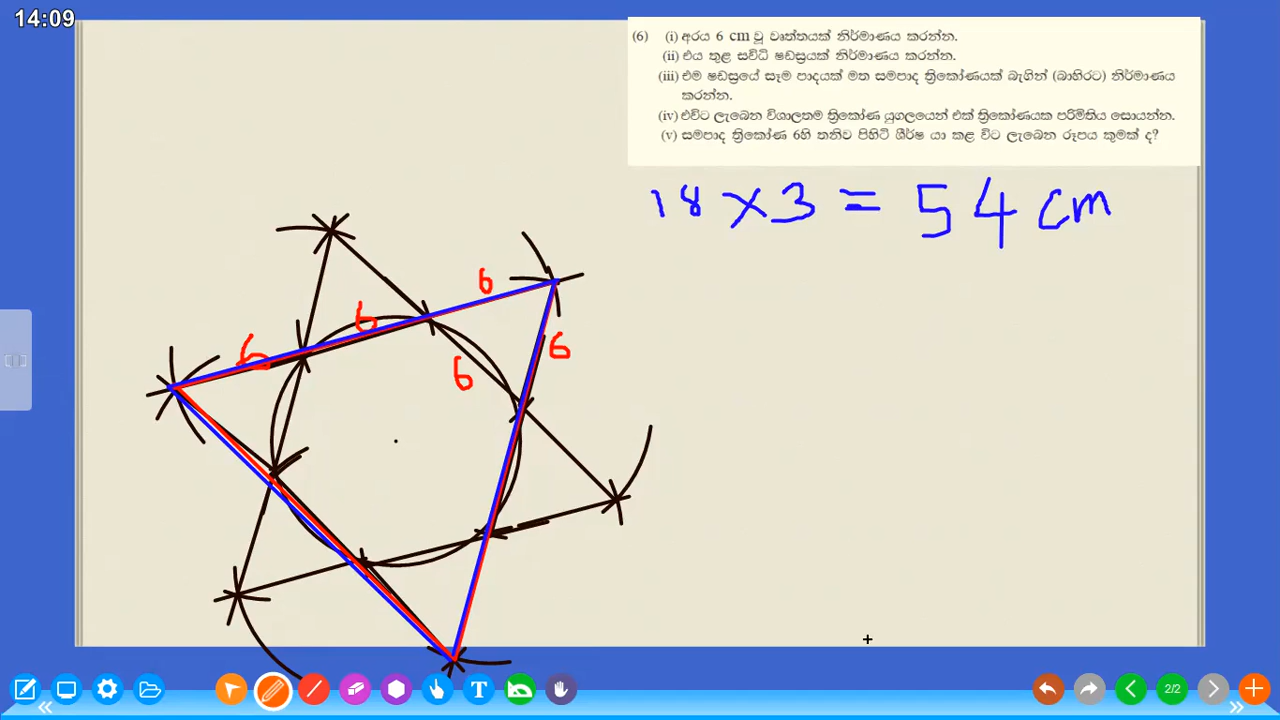 14:09
(6) (i) අරය 6 cm වූ වෘත්තයක් නිර්මාණය කරන්න.
(ii) එය තුළ සවිධි ෂඩස්‍රයක් නිර්මාණය කරන්න.
(iii) එම ෂඩස්‍රයේ සෑම පාදයක් මත සමපාද ත්‍රිකෝණයක් බැගින් (බාහිරව) නිර්මාණය
කරන්න.
(iv) එවිට ලැබෙන විශාලතම ත්‍රිකෝණ යුගලයෙන් එක් ත්‍රිකෝණයක පරිමිතිය සොයන්න.
(v) සමපාද ත්‍රිකෝණ 6හි තනිව පිහිටි ශීර්ෂ යා කළ විට ලැබෙන රූපය කුමක් ද?
18 × 3 = 54 cm
6
6
6
6
6
2/2